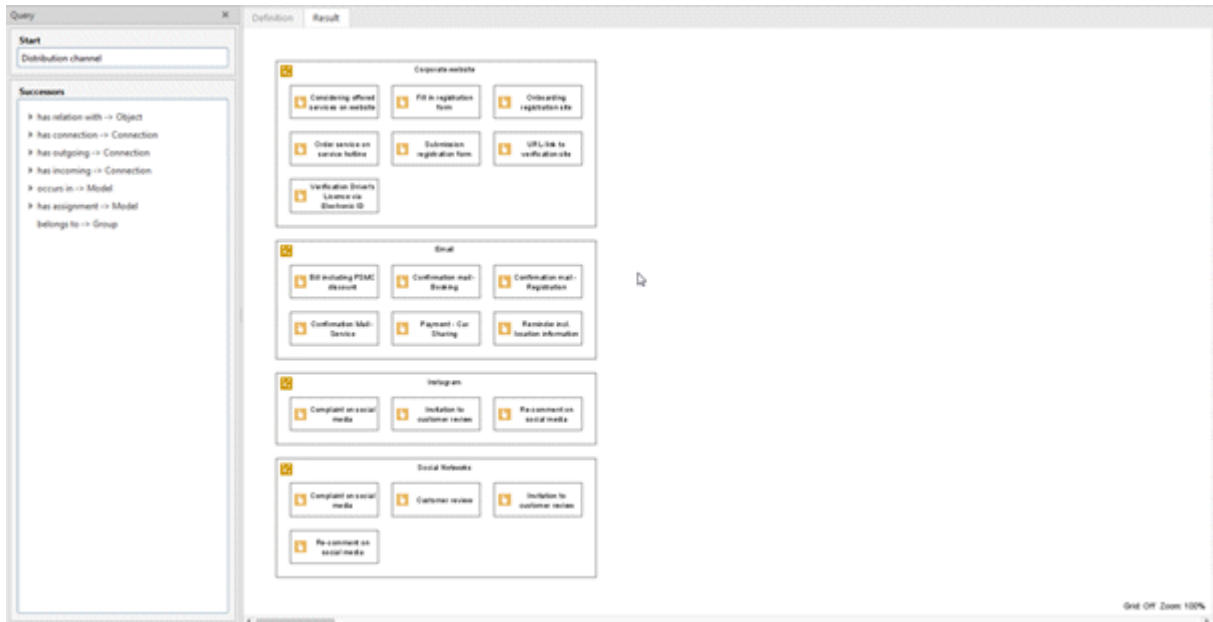 Query
Definition
Result
Start
Distribution channel
Successors
has relation with -> Object
has connection -> Connection
has outgoing -> Connection
has incoming -> Connection
occurs in -> Model
has assignment -> Model
belongs to -> Group
Corporate website
Considering offered
services on website
Fill in registration
form
Onboarding
registration site
Order service on
service hotline
Submission
registration form
URL-link to
verification site
Verification Driver's
License via
Electronic ID
Email
Bill including PSMC
discount
Confirmation mail -
Booking
Confirmation mail -
Registration
Confirmation Mail -
Service
Payment - Car
Sharing
Reminder incl.
location information
Instagram
Complaint on social
media
Invitation to
customer review
Re-comment on
social media
Social Networks
Complaint on social
media
Customer review
Invitation to
customer review
Re-comment on
social media
Grid: Off Zoom: 100%